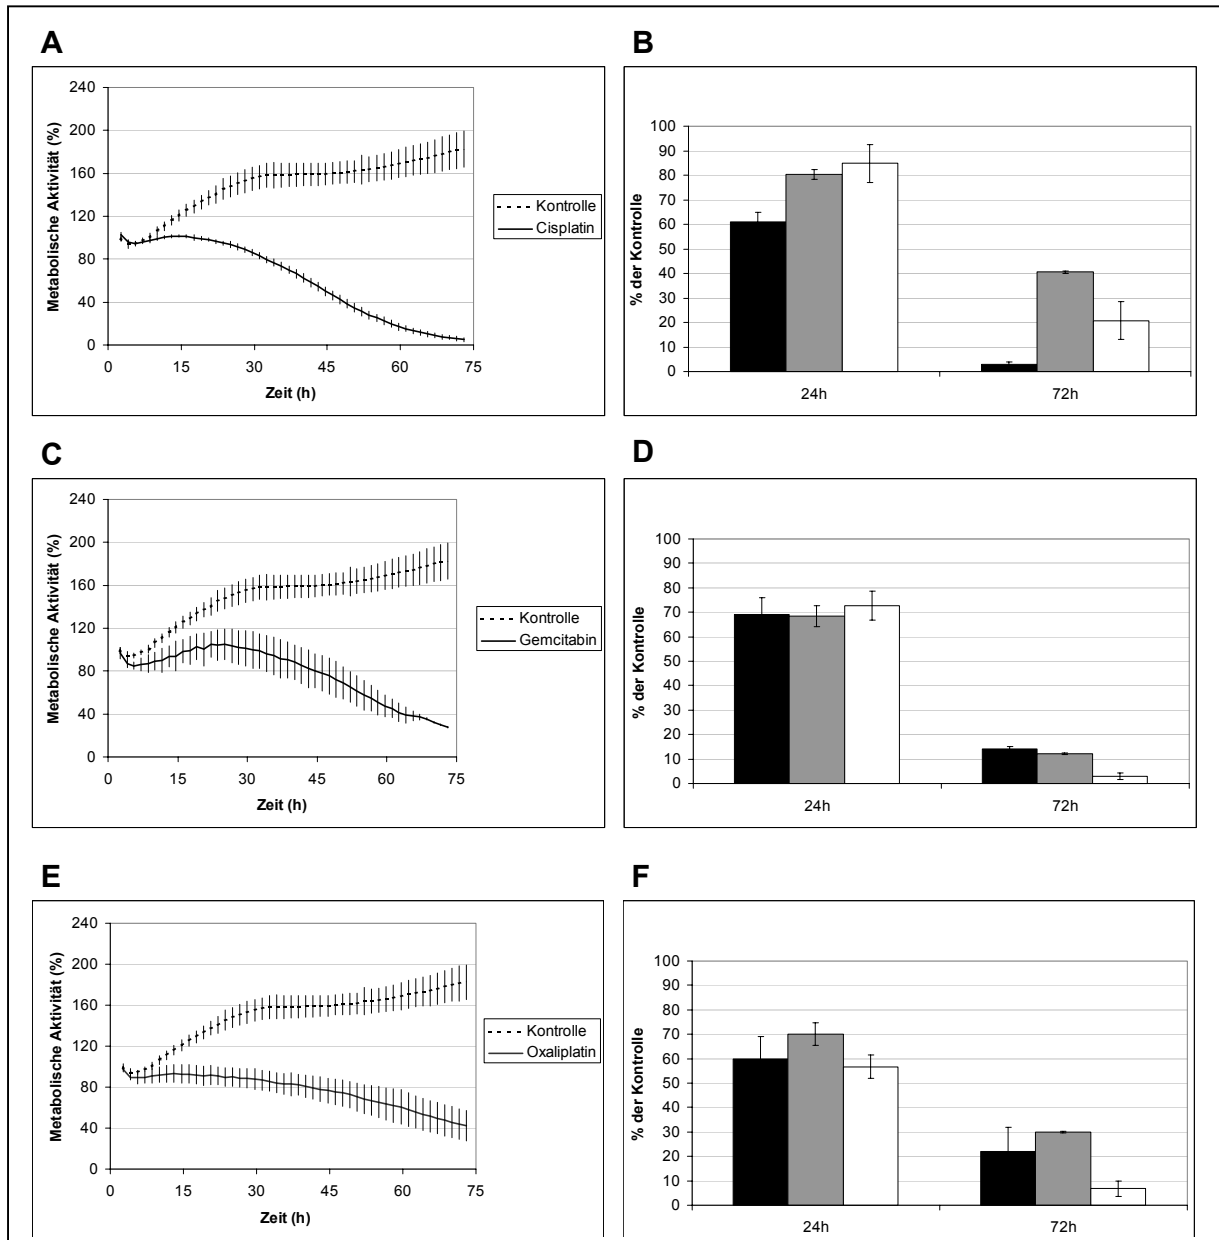 A
Metabolische Aktivität (%)
240
200
160
120
80
40
0
0 15 30 45 60 75
Zeit (h)
Kontrolle
Cisplatin
B
% der Kontrolle
100
90
80
70
60
50
40
30
20
10
0
24h 72h
C
Metabolische Aktivität (%)
240
200
160
120
80
40
0
0 15 30 45 60 75
Zeit (h)
Kontrolle
Gemcitabin
D
% der Kontrolle
100
90
80
70
60
50
40
30
20
10
0
24h 72h
E
Metabolische Aktivität (%)
240
200
160
120
80
40
0
0 15 30 45 60 75
Zeit (h)
Kontrolle
Oxaliplatin
F
% der Kontrolle
100
90
80
70
60
50
40
30
20
10
0
24h 72h